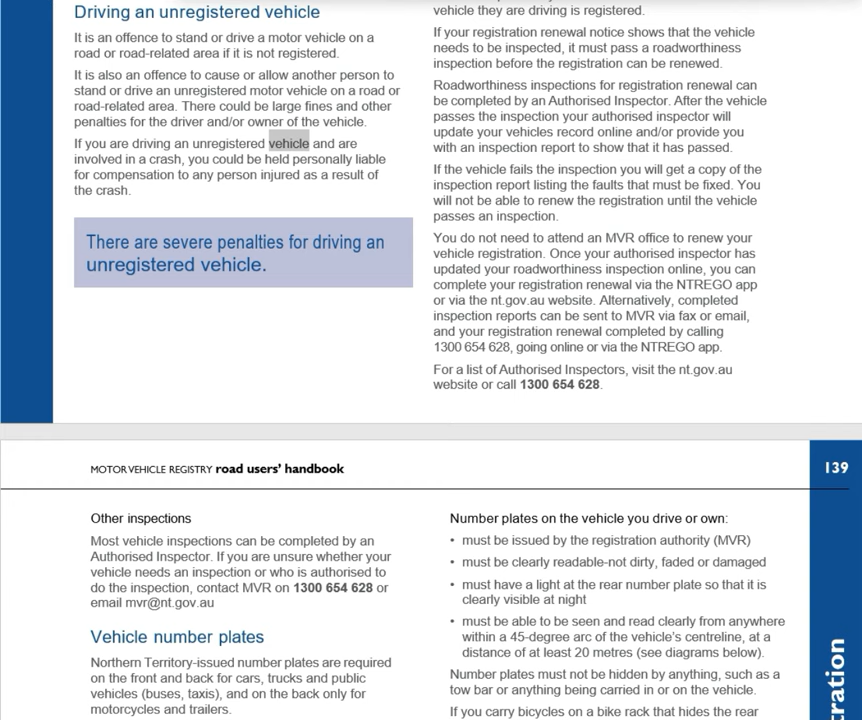 Driving an unregistered vehicle
It is an offence to stand or drive a motor vehicle on a
road or road-related area if it is not registered.
It is also an offence to cause or allow another person to
stand or drive an unregistered motor vehicle on a road or
road-related area. There could be large fines and other
penalties for the driver and/or owner of the vehicle.
If you are driving an unregistered vehicle and are
involved in a crash, you could be held personally liable
for compensation to any person injured as a result of
the crash.
There are severe penalties for driving an
unregistered vehicle.
vehicle they are driving is registered.
If your registration renewal notice shows that the vehicle
needs to be inspected, it must pass a roadworthiness
inspection before the registration can be renewed.
Roadworthiness inspections for registration renewal can
be completed by an Authorised Inspector. After the vehicle
passes the inspection your authorised inspector will
update your vehicles record online and/or provide you
with an inspection report to show that it has passed.
If the vehicle fails the inspection you will get a copy of the
inspection report listing the faults that must be fixed. You
will not be able to renew the registration until the vehicle
passes an inspection.
You do not need to attend an MVR office to renew your
vehicle registration. Once your authorised inspector has
updated your roadworthiness inspection online, you can
complete your registration renewal via the NTREGO app
or via the nt.gov.au website. Alternatively, completed
inspection reports can be sent to MVR via fax or email,
and your registration renewal completed by calling
1300 654 628, going online or via the NTREGO app.
For a list of Authorised Inspectors, visit the nt.gov.au
website or call 1300 654 628.
MOTOR VEHICLE REGISTRY road users' handbook
139
Other inspections
Most vehicle inspections can be completed by an
Authorised Inspector. If you are unsure whether your
vehicle needs an inspection or who is authorised to
do the inspection, contact MVR on 1300 654 628 or
email mvr@nt.gov.au
Vehicle number plates
Northern Territory-issued number plates are required
on the front and back for cars, trucks and public
vehicles (buses, taxis), and on the back only for
motorcycles and trailers.
Number plates on the vehicle you drive or own:
• must be issued by the registration authority (MVR)
• must be clearly readable-not dirty, faded or damaged
• must have a light at the rear number plate so that it is
clearly visible at night
• must be able to be seen and read clearly from anywhere
within a 45-degree arc of the vehicle's centreline, at a
distance of at least 20 metres (see diagrams below).
Number plates must not be hidden by anything, such as a
tow bar or anything being carried in or on the vehicle.
If you carry bicycles on a bike rack that hides the rear
tration